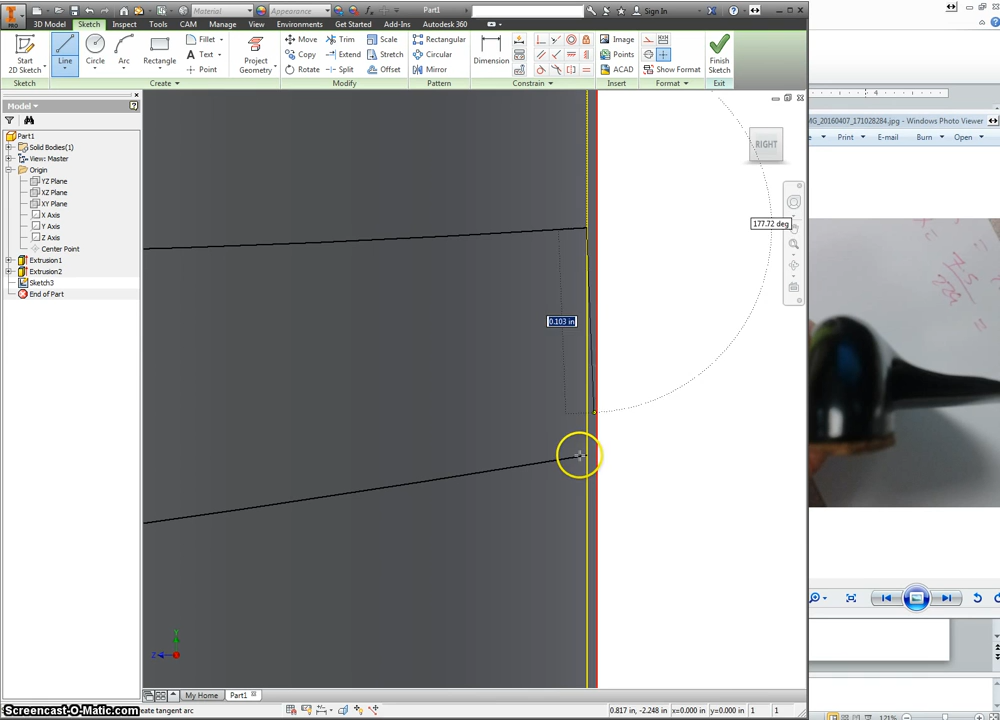 PRO
Material
Appearance
Part1
Sign In
3D Model
Sketch
Inspect
Tools
CAM
Manage
View
Environments
Get Started
Add-Ins
Autodesk 360
Start
2D Sketch
Line
Circle
Arc
Rectangle
Fillet
Text
Point
Project
Geometry
Move
Copy
Rotate
Trim
Extend
Split
Scale
Stretch
Offset
Rectangular
Circular
Mirror
Dimension
Image
Points
ACAD
Show Format
Finish
Sketch
Sketch
Create
Modify
Pattern
Constrain
Insert
Format
Exit
Model
Part1
Solid Bodies(1)
View: Master
Origin
YZ Plane
XZ Plane
XY Plane
X Axis
Y Axis
Z Axis
Center Point
Extrusion1
Extrusion2
Sketch3
End of Part
RIGHT
177.72 deg
0.103 in
Y
Z
My Home
Part1
Screencast-O-Matic.com
eate tangent arc
0.817 in, -2.248 in
x=0.000 in
y=0.000 in
1
1
4
MG_20160407_171028284.jpg - Windows Photo Viewer
Print
E-mail
Burn
Open
121%